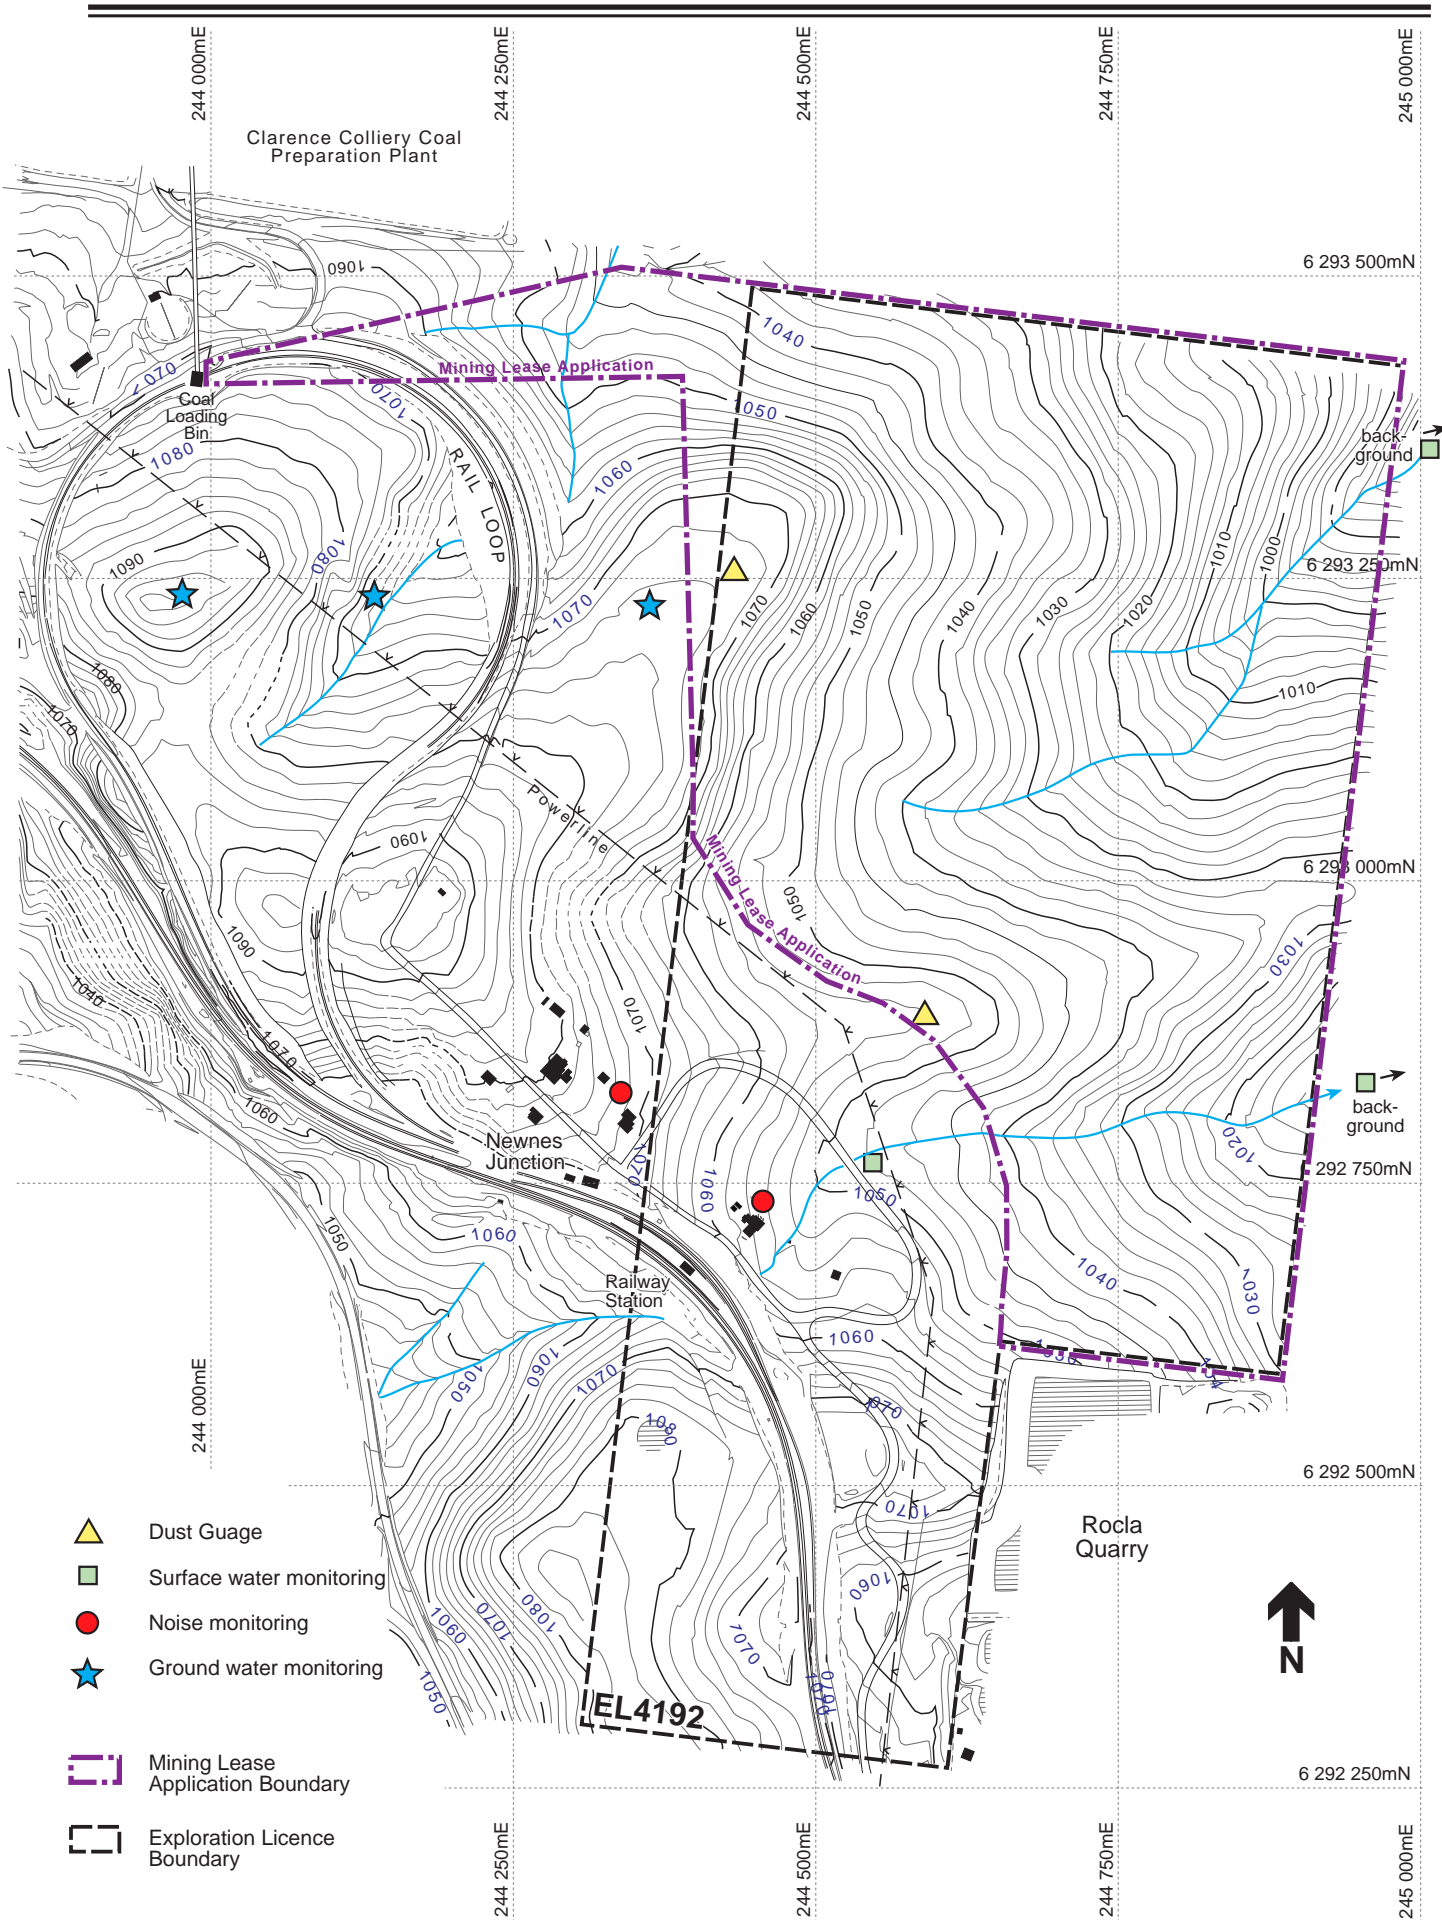 244 000mE
244 250mE
244 500mE
244 750mE
245 000mE
Clarence Colliery Coal
Preparation Plant
6 293 500mN
1060
1040
Mining Lease Application
1070
1070
Coal
Loading
Bin
1050
back-
ground
1080
RAIL LOOP
1060
1090
1080
1010
1000
6 293 250mN
1070
1070
1060
1050
1040
1030
1020
1080
1070
1010
Powerline
1090
Mining Lease Application
6 293 000mN
1050
1090
1030
1040
1070
1070
1060
back-
ground
Newnes
Junction
1020
1070
1060
292 750mN
1050
1050
1060
1040
1030
Railway
Station
1060
1050
1060
1070
244 000mE
070
1080
6 292 500mN
1070
Rocla
Quarry
Dust Guage
Surface water monitoring
Noise monitoring
Ground water monitoring
1060
1060
1070
1080
1070
1050
1070
1070
N
EL4192
Mining Lease
Application Boundary
6 292 250mN
Exploration Licence
Boundary
244 250mE
244 500mE
244 750mE
245 000mE